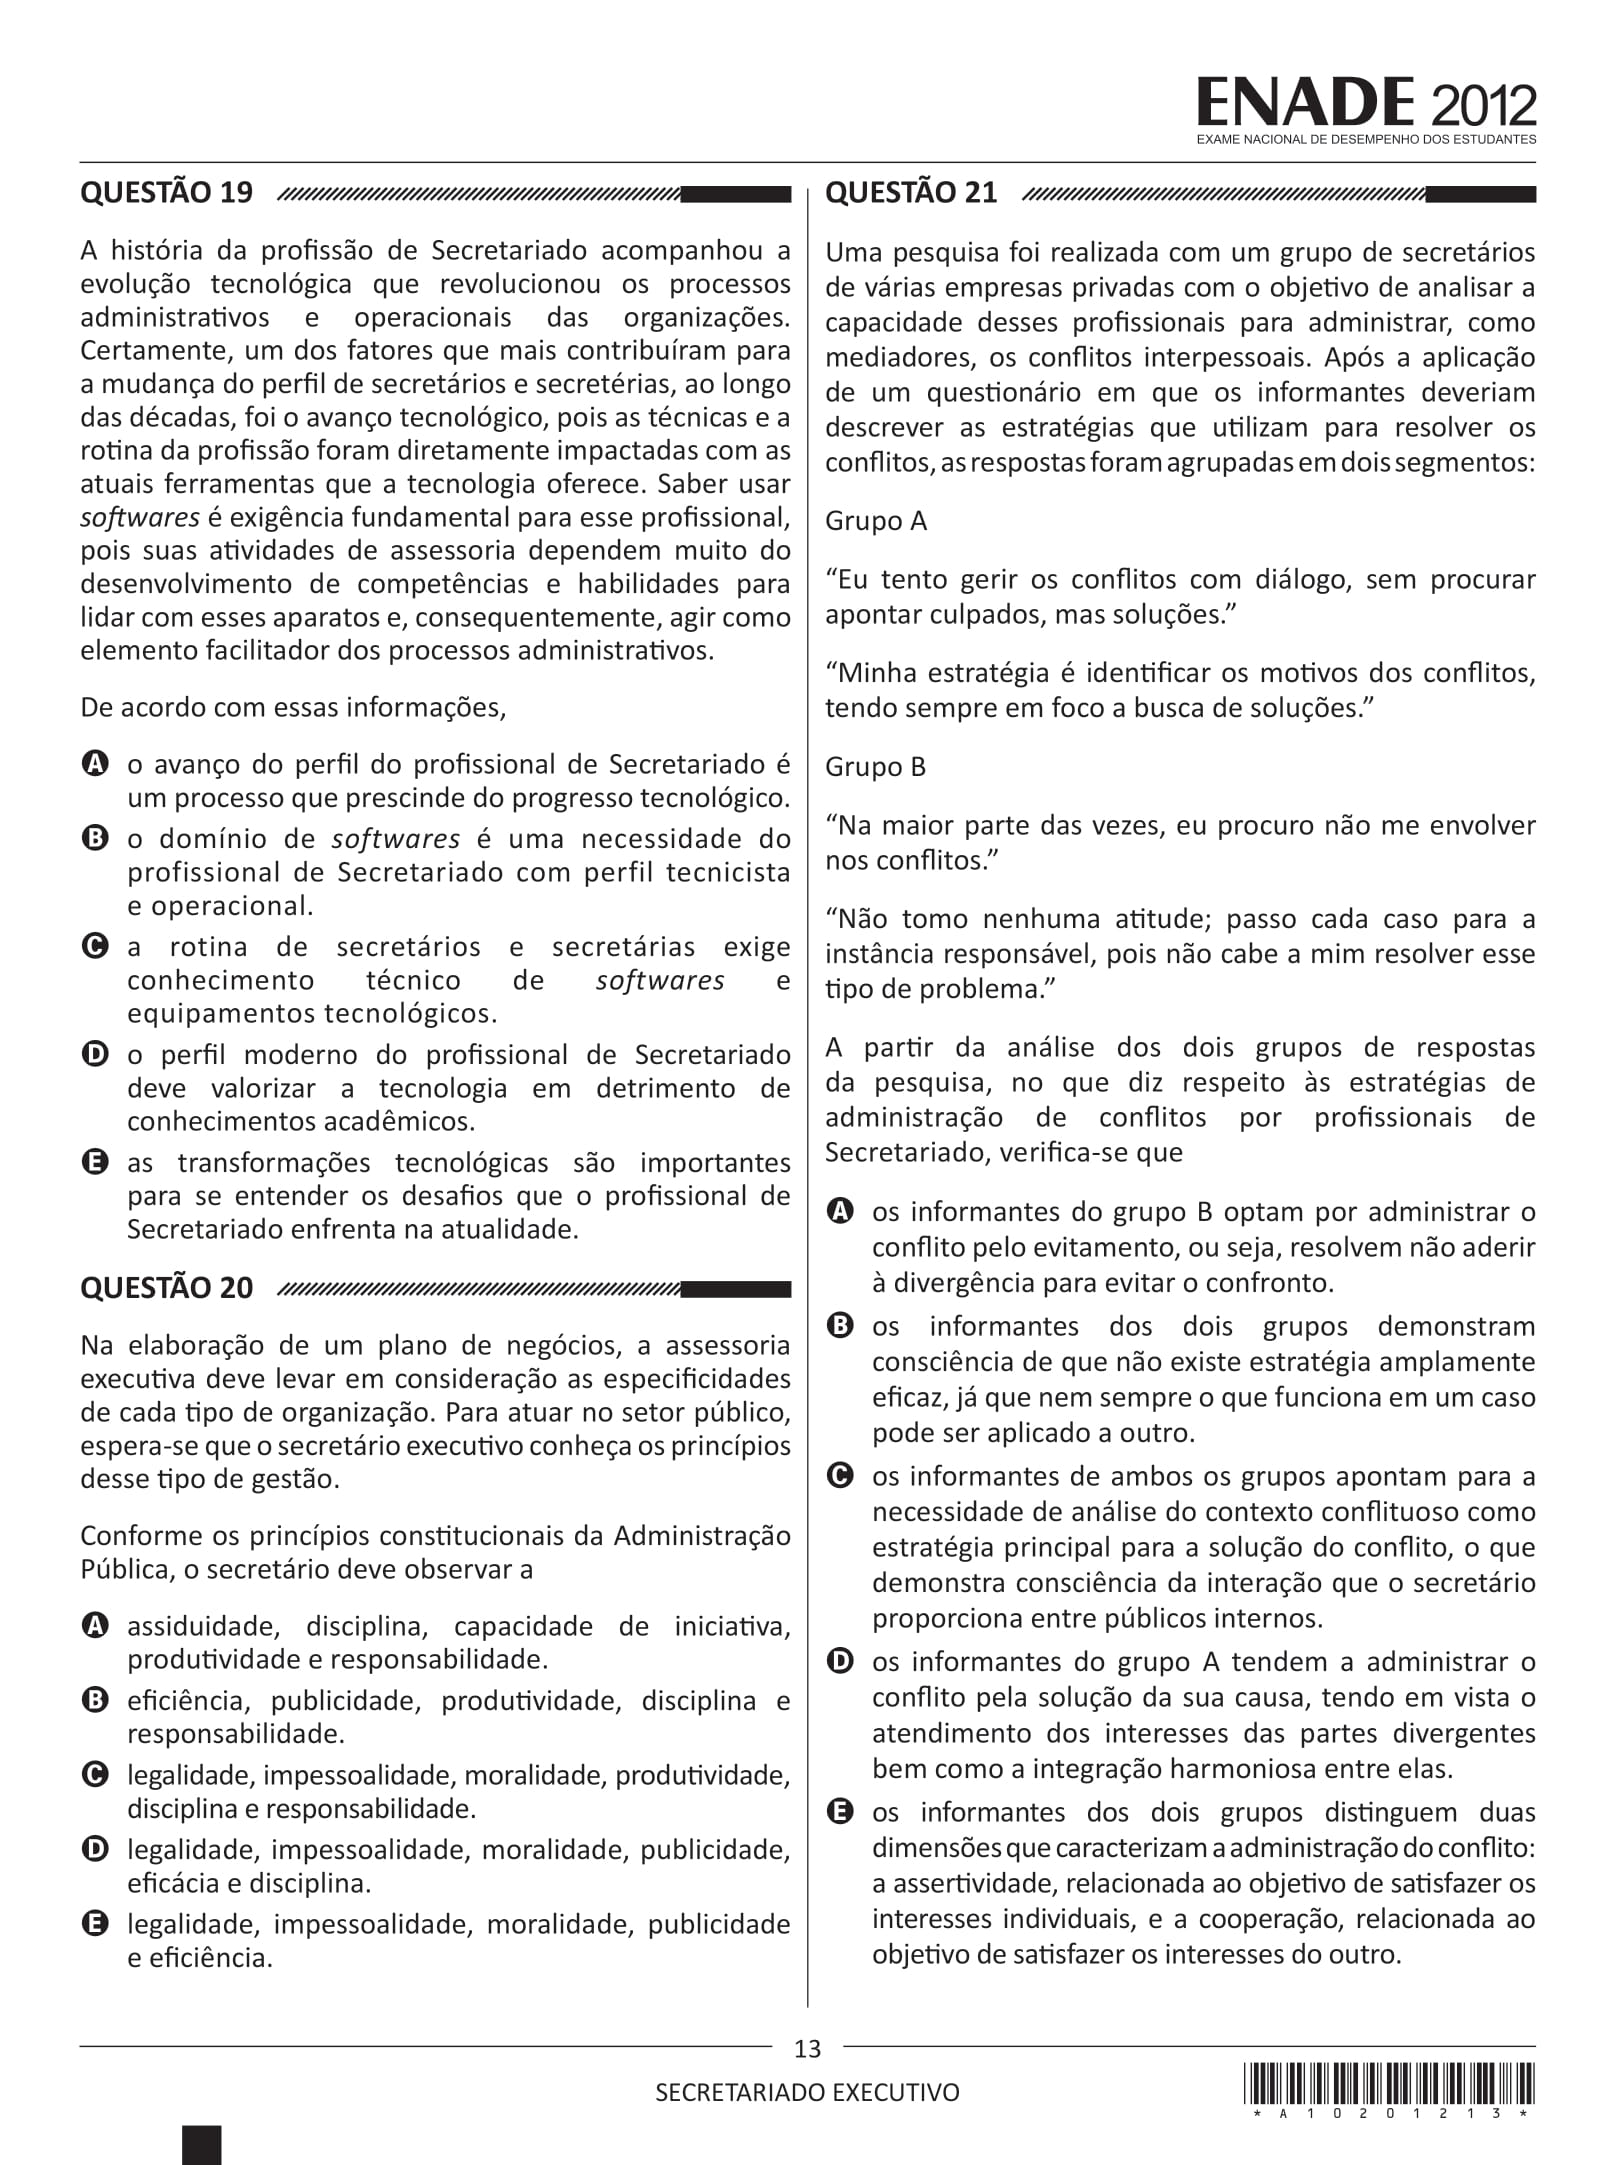 ENADE 2012
EXAME NACIONAL DE DESEMPENHO DOS ESTUDANTES
QUESTÃO 19
A história da profissão de Secretariado acompanhou a
evolução tecnológica que revolucionou os processos
administrativos e operacionais das organizações.
Certamente, um dos fatores que mais contribuíram para
a mudança do perfil de secretários e secretérias, ao longo
das décadas, foi o avanço tecnológico, pois as técnicas e a
rotina da profissão foram diretamente impactadas com as
atuais ferramentas que a tecnologia oferece. Saber usar
softwares é exigência fundamental para esse profissional,
pois suas atividades de assessoria dependem muito do
desenvolvimento de competências e habilidades para
lidar com esses aparatos e, consequentemente, agir como
elemento facilitador dos processos administrativos.
De acordo com essas informações,
A o avanço do perfil do profissional de Secretariado é
um processo que prescinde do progresso tecnológico.
B o domínio de softwares é uma necessidade do
profissional de Secretariado com perfil tecnicista
e operacional.
C a rotina de secretários e secretárias exige
conhecimento técnico de softwares e
equipamentos tecnológicos.
D o perfil moderno do profissional de Secretariado
deve valorizar a tecnologia em detrimento de
conhecimentos acadêmicos.
E as transformações tecnológicas são importantes
para se entender os desafios que o profissional de
Secretariado enfrenta na atualidade.
QUESTÃO 20
Na elaboração de um plano de negócios, a assessoria
executiva deve levar em consideração as especificidades
de cada tipo de organização. Para atuar no setor público,
espera-se que o secretário executivo conheça os princípios
desse tipo de gestão.
Conforme os princípios constitucionais da Administração
Pública, o secretário deve observar a
A assiduidade, disciplina, capacidade de iniciativa,
produtividade e responsabilidade.
B eficiência, publicidade, produtividade, disciplina e
responsabilidade.
C legalidade, impessoalidade, moralidade, produtividade,
disciplina e responsabilidade.
D legalidade, impessoalidade, moralidade, publicidade,
eficácia e disciplina.
E legalidade, impessoalidade, moralidade, publicidade
e eficiência.
QUESTÃO 21
Uma pesquisa foi realizada com um grupo de secretários
de várias empresas privadas com o objetivo de analisar a
capacidade desses profissionais para administrar, como
mediadores, os conflitos interpessoais. Após a aplicação
de um questionário em que os informantes deveriam
descrever as estratégias que utilizam para resolver os
conflitos, as respostas foram agrupadas em dois segmentos:
Grupo A
“Eu tento gerir os conflitos com diálogo, sem procurar
apontar culpados, mas soluções.”
“Minha estratégia é identificar os motivos dos conflitos,
tendo sempre em foco a busca de soluções.”
Grupo B
“Na maior parte das vezes, eu procuro não me envolver
nos conflitos.”
“Não tomo nenhuma atitude; passo cada caso para a
instância responsável, pois não cabe a mim resolver esse
tipo de problema.”
A partir da análise dos dois grupos de respostas
da pesquisa, no que diz respeito às estratégias de
administração de conflitos por profissionais de
Secretariado, verifica-se que
A os informantes do grupo B optam por administrar o
conflito pelo evitamento, ou seja, resolvem não aderir
à divergência para evitar o confronto.
B os informantes dos dois grupos demonstram
consciência de que não existe estratégia amplamente
eficaz, já que nem sempre o que funciona em um caso
pode ser aplicado a outro.
C os informantes de ambos os grupos apontam para a
necessidade de análise do contexto conflituoso como
estratégia principal para a solução do conflito, o que
demonstra consciência da interação que o secretário
proporciona entre públicos internos.
D os informantes do grupo A tendem a administrar o
conflito pela solução da sua causa, tendo em vista o
atendimento dos interesses das partes divergentes
bem como a integração harmoniosa entre elas.
E os informantes dos dois grupos distinguem duas
dimensões que caracterizam a administração do conflito:
a assertividade, relacionada ao objetivo de satisfazer os
interesses individuais, e a cooperação, relacionada ao
objetivo de satisfazer os interesses do outro.
13
SECRETARIADO EXECUTIVO
* A 1 0 2 0 1 2 1 3 *